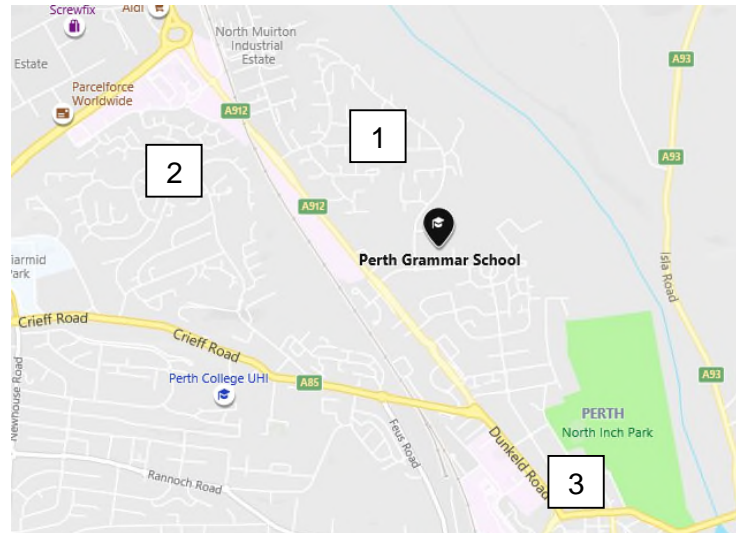 Screwfix
Aldi
North Muirton
Industrial
Estate
Estate
A93
Parcelforce
Worldwide
A912
1
2
A93
A912
Perth Grammar School
Isla Road
Crieff Road
Crieff Road
Newhouse Road
Perth College UHI
A85
A93
PERTH
North Inch Park
Feus Road
Dunkeld Road
3
Rannoch Road